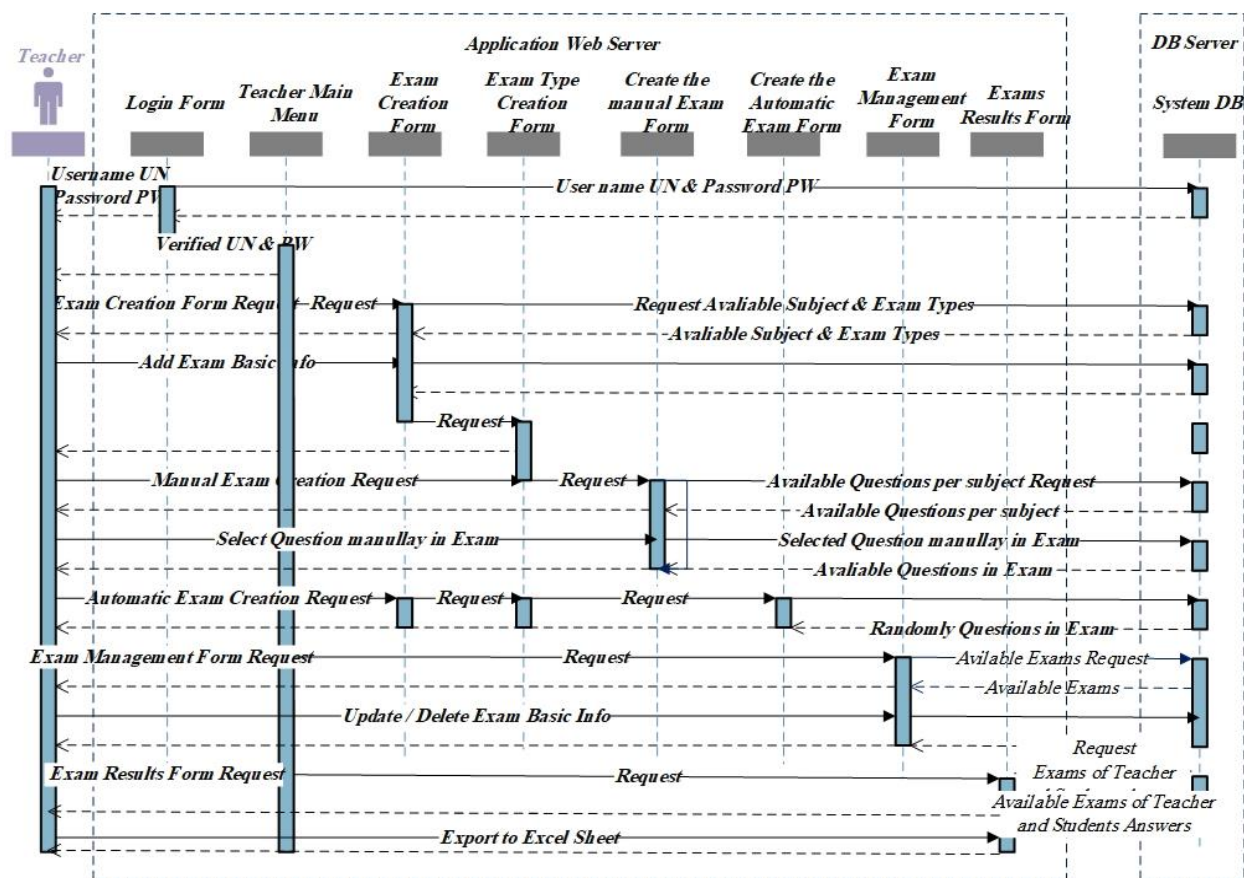 Application Web Server
DB Server
Teacher
Login Form
Teacher Main
Menu
Exam
Creation
Form
Exam Type
Creation
Form
Create the
manual Exam
Form
Create the
Automatic
Exam Form
Exam
Management
Form
Exams
Results Form
System DB
Username UN
Password PW
User name UN & Password PW
Verified UN & PW
Exam Creation Form Request
Request
Request Avaliable Subject & Exam Types
Avaliable Subject & Exam Types
Add Exam Basic Info
Request
Manual Exam Creation Request
Request
Available Questions per subject Request
Available Questions per subject
Select Question manullay in Exam
Selected Question manullay in Exam
Avaliable Questions in Exam
Automatic Exam Creation Request
Request
Request
Randomly Questions in Exam
Exam Management Form Request
Request
Avilable Exams Request
Available Exams
Update / Delete Exam Basic Info
Request
Exams of Teacher
Exam Results Form Request
Request
Available Exams of Teacher
and Students Answers
Export to Excel Sheet